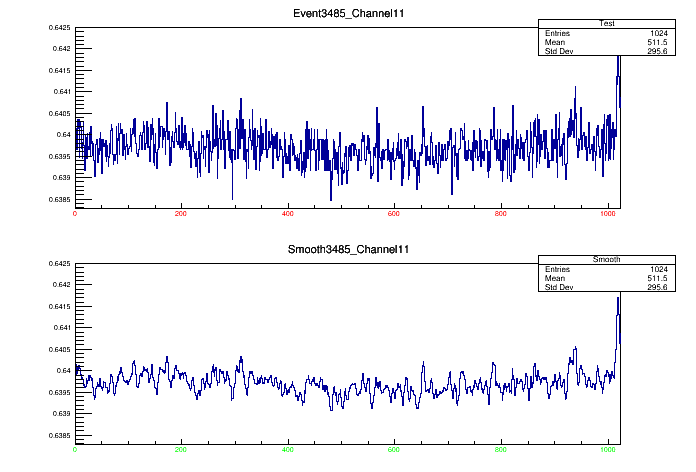 Event3485_Channel11
Test
Entries 1024
Mean 511.5
Std Dev 295.6
0.6425
0.642
0.6415
0.641
0.6405
0.64
0.6395
0.639
0.6385
0 200 400 600 800 1000
Smooth3485_Channel11
Smooth
Entries 1024
Mean 511.5
Std Dev 295.6
0.6425
0.642
0.6415
0.641
0.6405
0.64
0.6395
0.639
0.6385
0 200 400 600 800 1000